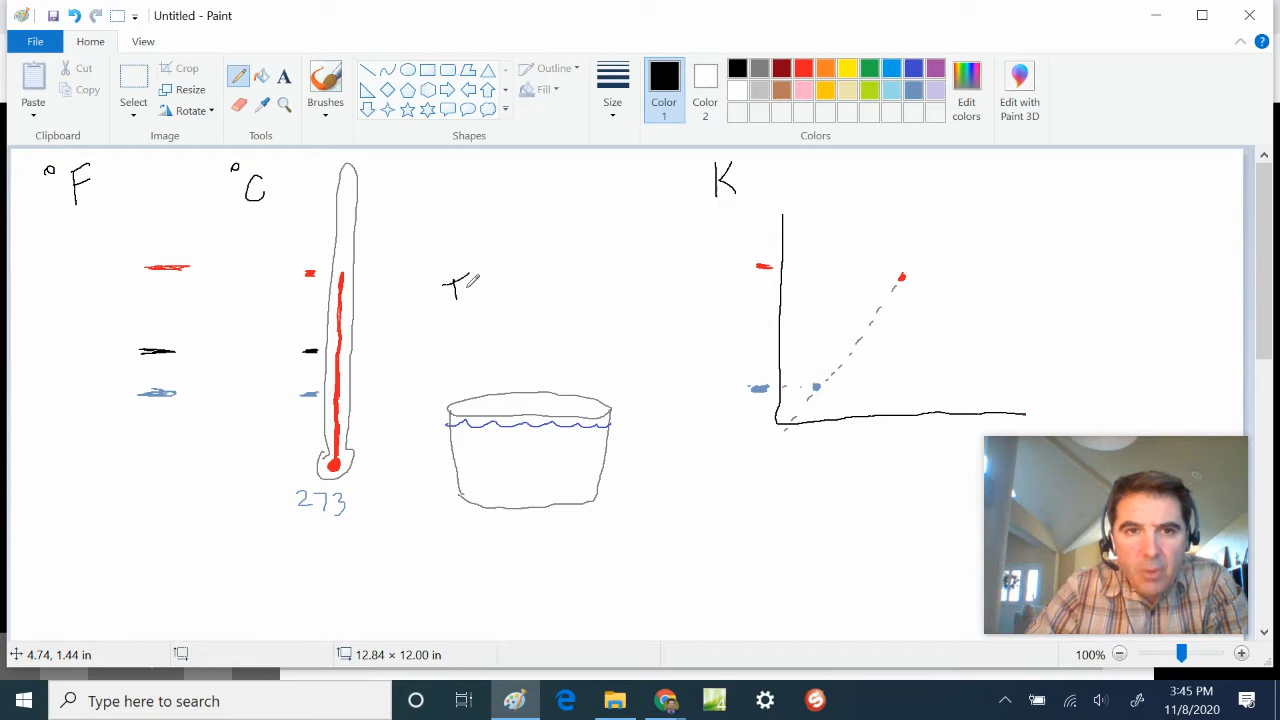 Untitled - Paint
File Home View
Paste
Cut
Copy
Clipboard
Select
Crop
Resize
Rotate
Image
A
Tools
Brushes
Outline
Fill
Shapes
Size
Color 1
Color 2
Edit colors
Edit with Paint 3D
Colors
°F °C K
T
273
4.74, 1.44 in 12.84 × 12.00 in 100%
Type here to search
3:45 PM
11/8/2020